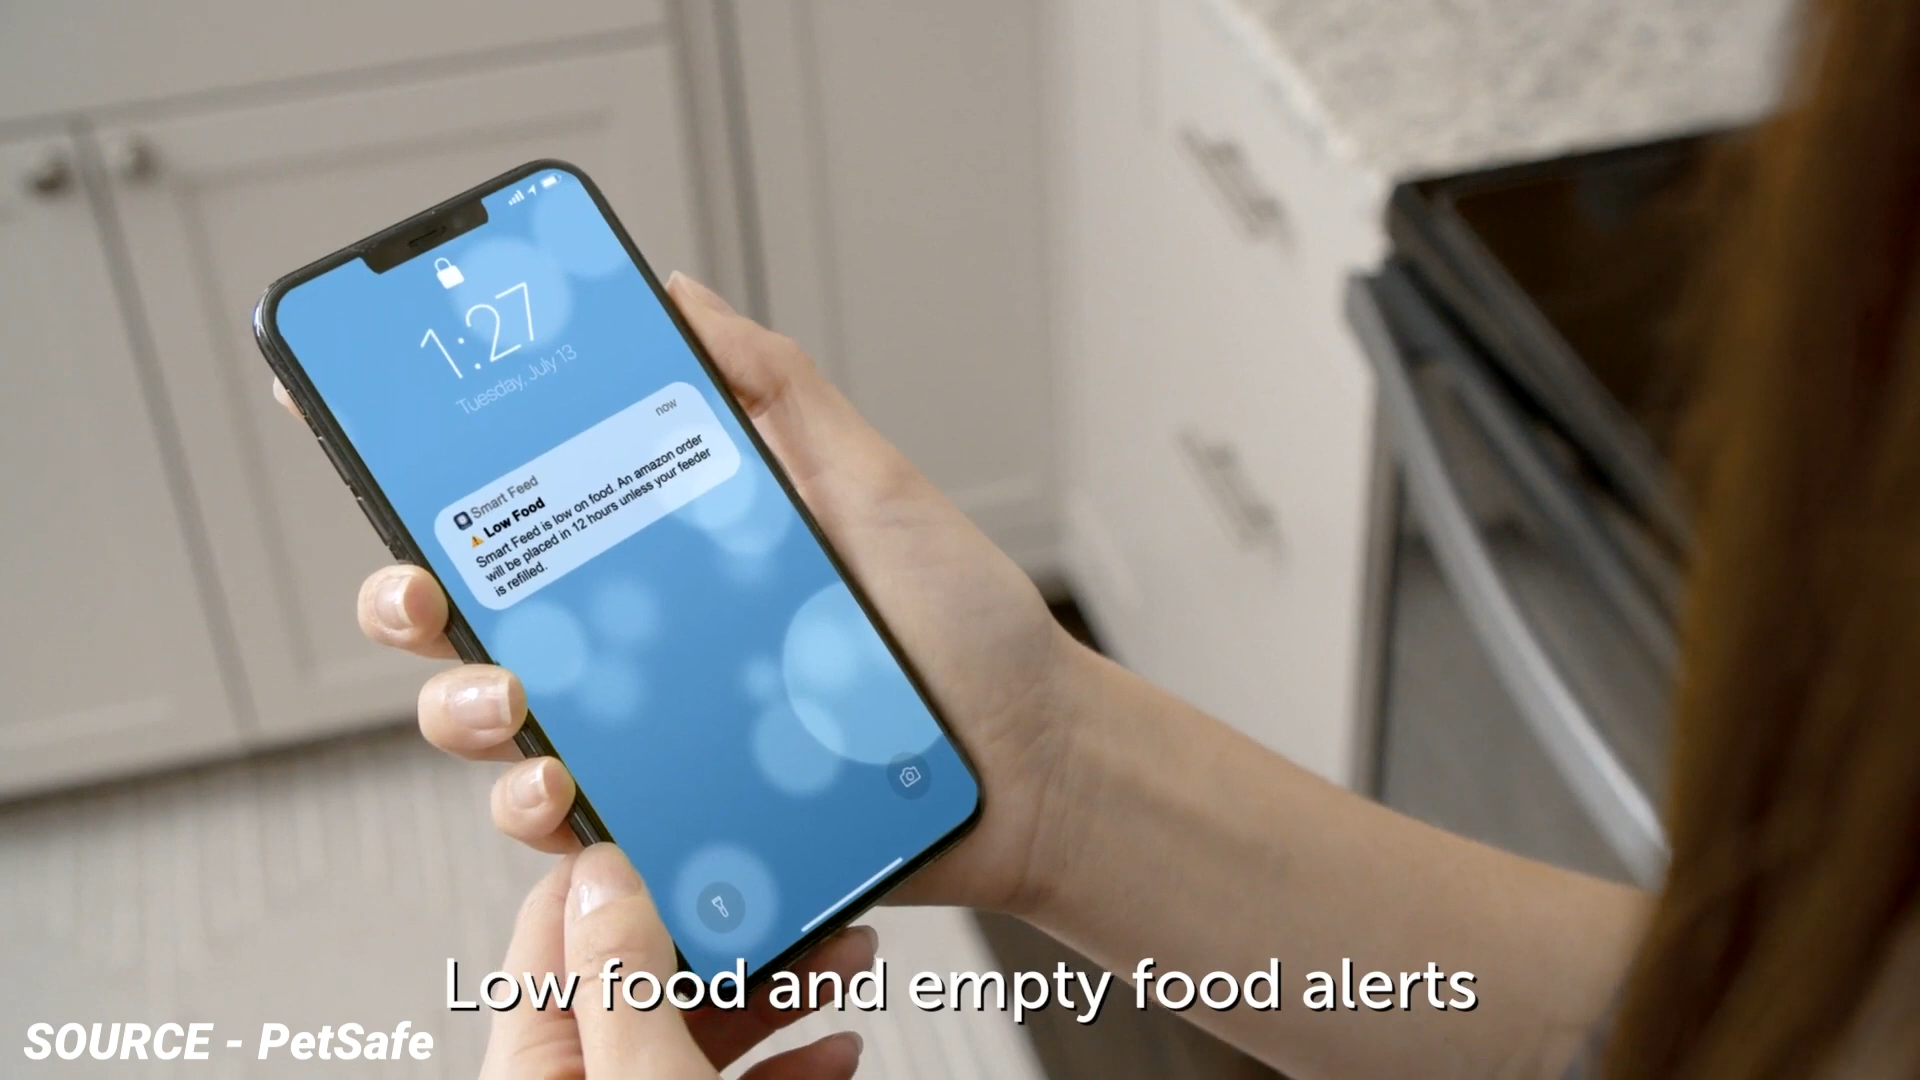 1:27
Tuesday, July 13
Smart Feed
now
⚠ Low Food
Smart Feed is low on food. An amazon order
will be placed in 12 hours unless your feeder
is refilled.
Low food and empty food alerts
SOURCE - PetSafe